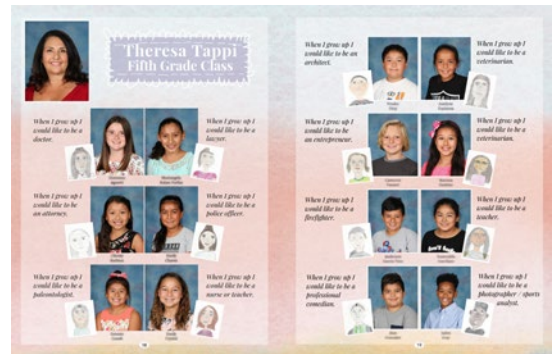 Theresa Tappi
Fifth Grade Class
When I grow up I
would like to be a
doctor.
When I grow up I
would like to be a
lawyer.
When I grow up I
would like to be
an attorney.
When I grow up I
would like to be a
police officer.
When I grow up I
would like to be a
paleontologist.
When I grow up I
would like to be a
nurse or teacher.
When I grow up I
would like to be an
architect.
When I grow up I
would like to be a
veterinarian.
When I grow up I
would like to be
an entrepreneur.
When I grow up I
would like to be a
veterinarian.
When I grow up I
would like to be a
firefighter.
When I grow up I
would like to be a
teacher.
When I grow up I
would like to be a
professional
comedian.
When I grow up I
would like to be a
photographer / sports
analyst.